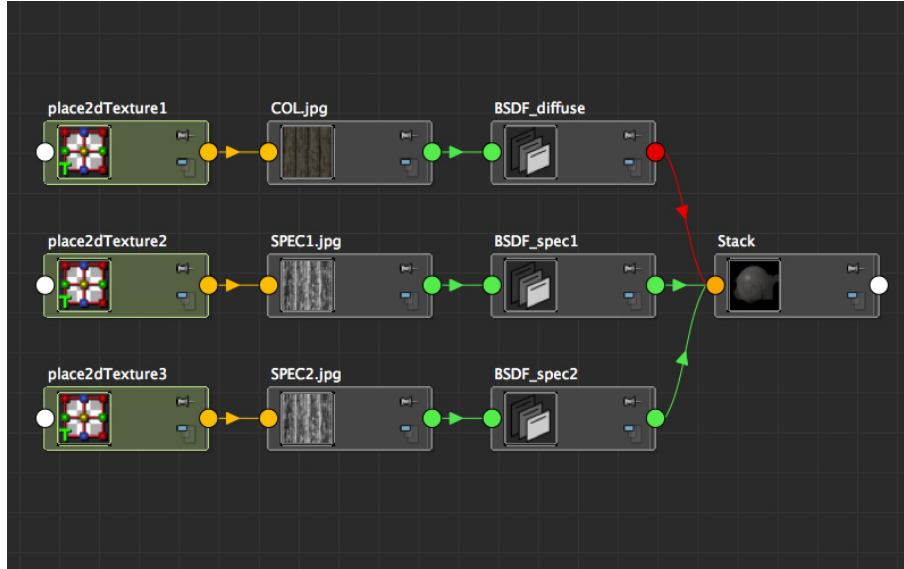 place2dTexture1
COL.jpg
BSDF_diffuse
place2dTexture2
SPEC1.jpg
BSDF_spec1
Stack
place2dTexture3
SPEC2.jpg
BSDF_spec2